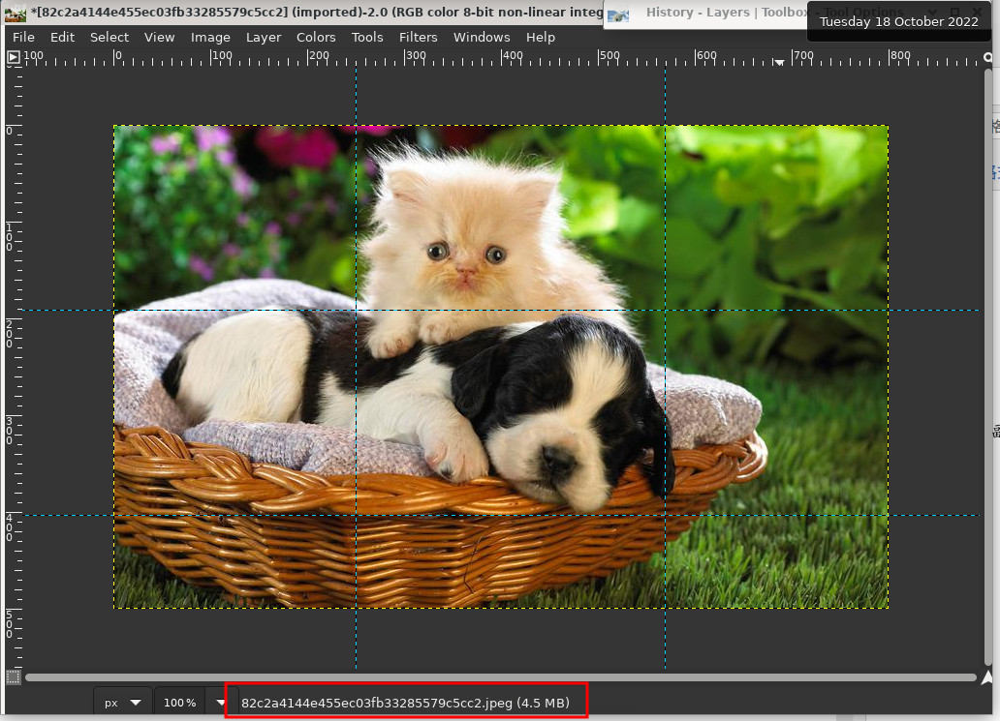 *[82c2a4144e455ec03fb33285579c5cc2] (imported)-2.0 (RGB color 8-bit non-linear integ
History - Layers | Toolbox - Tool Options
Tuesday 18 October 2022
File Edit Select View Image Layer Colors Tools Filters Windows Help
100 0 100 200 300 400 500 600 700 800
0
100
200
300
400
500
px 100% 82c2a4144e455ec03fb33285579c5cc2.jpeg (4.5 MB)